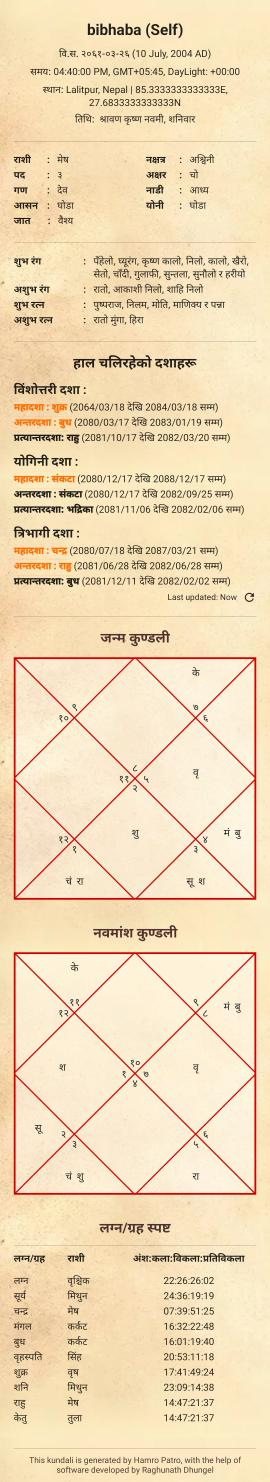 bibhaba (Self)
वि.स. २०६१-०३-२६ (10 July, 2004 AD)
समय: 04:40:00 PM, GMT+05:45, DayLight: +00:00
स्थान: Lalitpur, Nepal | 85.3333333333333E,
27.6833333333333N
तिथि: श्रावण कृष्ण नवमी, शनिवार
राशी : मेष नक्षत्र : अश्विनी
पद : ३ अक्षर : चो
गण : देव नाडी : आध्य
आसन : घोडा योनी : घोडा
जात : वैश्य
शुभ रंग : पँहेलो, घ्यूरंग, कृष्ण कालो, निलो, कालो, खैरो,
सेतो, चाँदी, गुलाफी, सुन्तला, सुनौलो र हरीयो
अशुभ रंग : रातो, आकाशी निलो, शाहि निलो
शुभ रत्न : पुष्पराज, निलम, मोति, माणिक्य र पन्ना
अशुभ रत्न : रातो मुंगा, हिरा
हाल चलिरहेको दशाहरू
विंशोत्तरी दशा :
महादशा : शुक्र (2064/03/18 देखि 2084/03/18 सम्म)
अन्तरदशा : बुध (2080/03/17 देखि 2083/01/19 सम्म)
प्रत्यान्तरदशा: राहु (2081/10/17 देखि 2082/03/20 सम्म)
योगिनी दशा :
महादशा : संकटा (2080/12/17 देखि 2088/12/17 सम्म)
अन्तरदशा : संकटा (2080/12/17 देखि 2082/09/25 सम्म)
प्रत्यान्तरदशा: भद्रिका (2081/11/06 देखि 2082/02/06 सम्म)
त्रिभागी दशा :
महादशा : चन्द्र (2080/07/18 देखि 2087/03/21 सम्म)
अन्तरदशा : राहु (2081/06/28 देखि 2082/06/28 सम्म)
प्रत्यान्तरदशा: बुध (2081/12/11 देखि 2082/02/02 सम्म)
Last updated: Now
जन्म कुण्डली
के
९ ७
१० ६
८ वृ
११ ५
२
शु मं बु
१२ ४
१ ३
चं रा सू श
नवमांश कुण्डली
के
११ ९
१२ ८ मं बु
१०
श वृ
१ ७
४
सू २ ६
३ ५
चं शु रा
लग्न/ग्रह स्पष्ट
लग्न/ग्रह राशी अंश:कला:विकला:प्रतिविकला
लग्न वृश्चिक 22:26:26:02
सूर्य मिथुन 24:36:19:19
चन्द्र मेष 07:39:51:25
मंगल कर्कट 16:32:22:48
बुध कर्कट 16:01:19:40
वृहस्पति सिंह 20:53:11:18
शुक्र वृष 17:41:49:24
शनि मिथुन 23:09:14:38
राहु मेष 14:47:21:37
केतु तुला 14:47:21:37
This kundali is generated by Hamro Patro, with the help of
software developed by Raghunath Dhungel